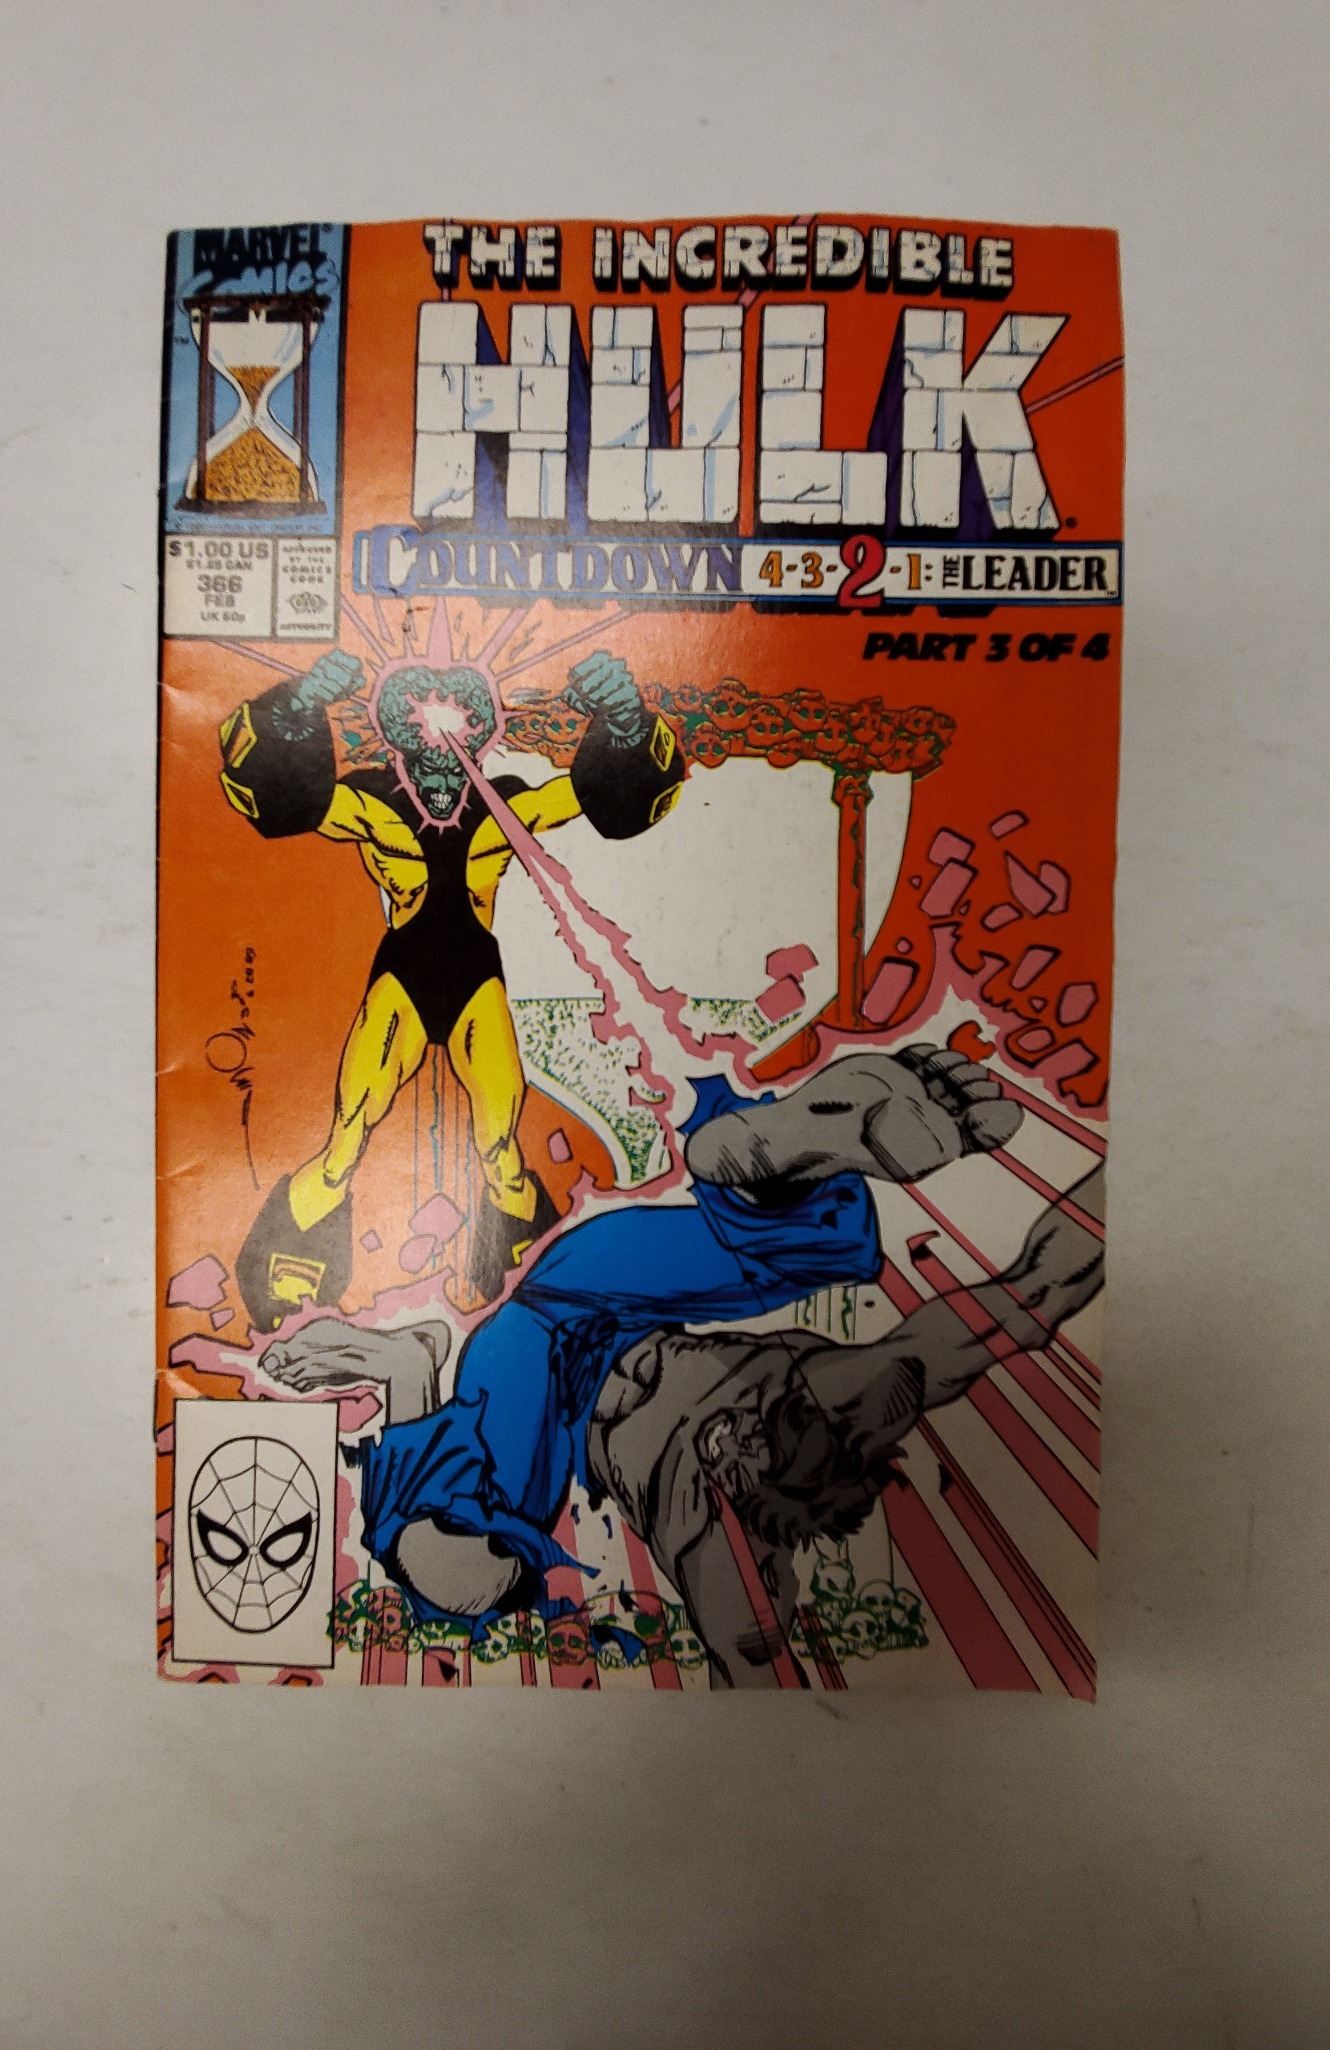 MARVEL
COMICS
THE INCREDIBLE
HULK
$1.00 US
$1.25 CAN
366
FEB
UK 60p
APPROVED
BY THE
COMICS
CODE
AUTHORITY
COUNTDOWN 4-3-2-1: THE LEADER
PART 3 OF 4
SIMONSON